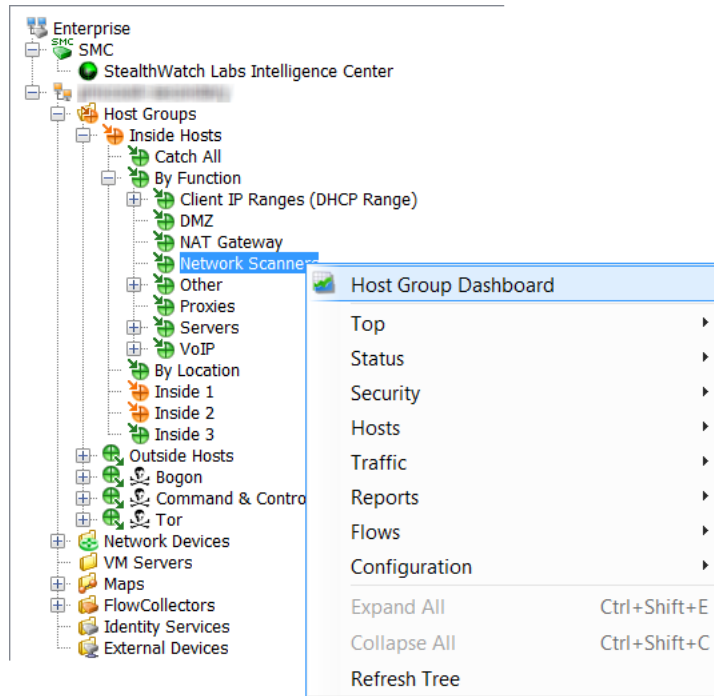 Enterprise
SMC
SMC
StealthWatch Labs Intelligence Center
Host Groups
Inside Hosts
Catch All
By Function
Client IP Ranges (DHCP Range)
DMZ
NAT Gateway
Network Scanners
Other
Proxies
Servers
VoIP
By Location
Inside 1
Inside 2
Inside 3
Outside Hosts
Bogon
Command & Contro
Tor
Network Devices
VM Servers
Maps
FlowCollectors
Identity Services
External Devices
Host Group Dashboard
Top
Status
Security
Hosts
Traffic
Reports
Flows
Configuration
Expand All Ctrl+Shift+E
Collapse All Ctrl+Shift+C
Refresh Tree